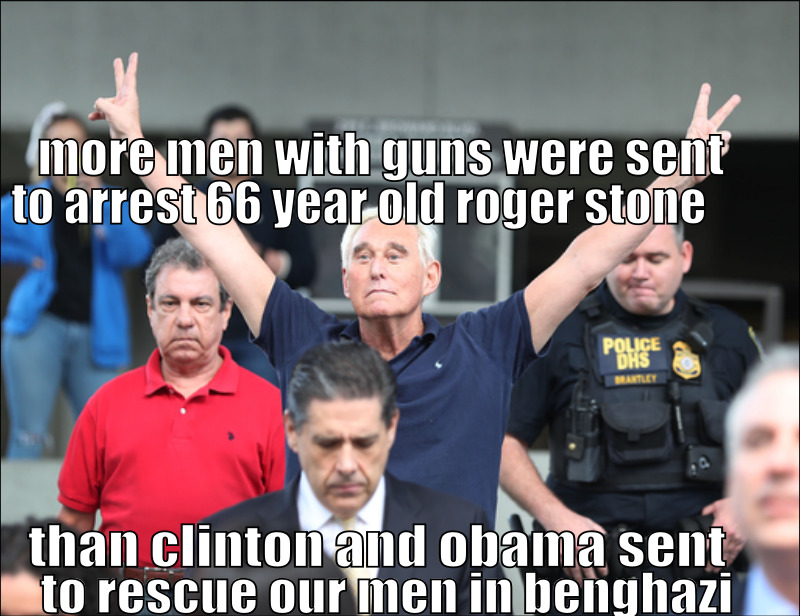 more men with guns were sent
to arrest 66 year old roger stone
POLICE
DHS
BRANTLEY
than clinton and obama sent
to rescue our men in benghazi